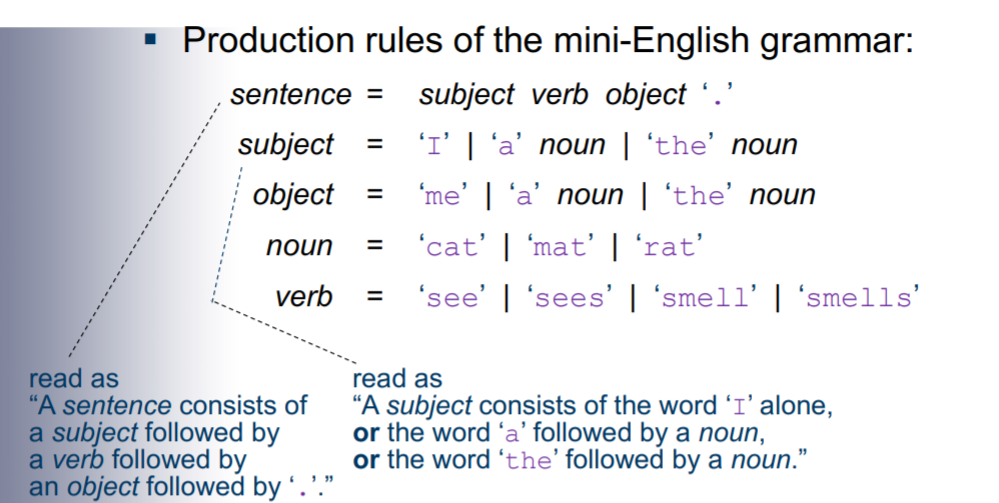 ▪ Production rules of the mini-English grammar:
sentence = subject verb object ‘.’
subject = ‘I’ | ‘a’ noun | ‘the’ noun
object = ‘me’ | ‘a’ noun | ‘the’ noun
noun = ‘cat’ | ‘mat’ | ‘rat’
verb = ‘see’ | ‘sees’ | ‘smell’ | ‘smells’
read as
“A sentence consists of
a subject followed by
a verb followed by
an object followed by ‘.’.”
read as
“A subject consists of the word ‘I’ alone,
or the word ‘a’ followed by a noun,
or the word ‘the’ followed by a noun.”